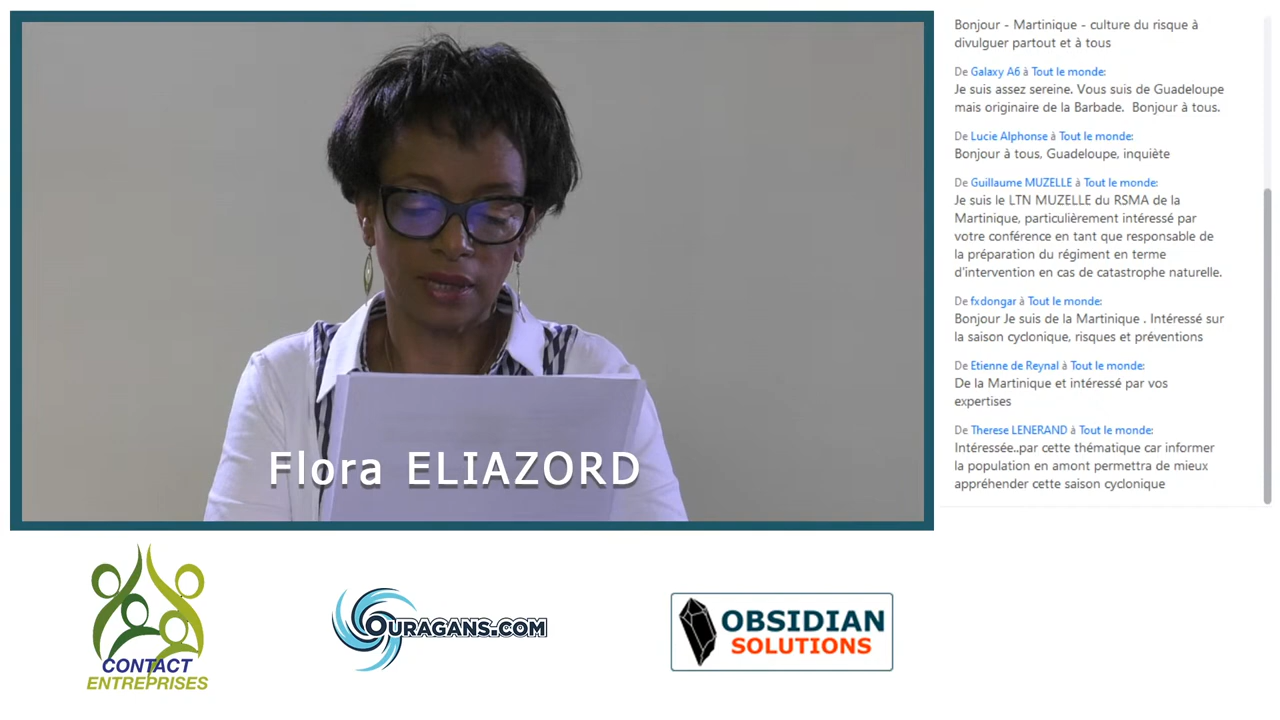 Flora ELIAZORD
CONTACT
ENTREPRISES
OURAGANS.COM
OBSIDIAN
SOLUTIONS
Bonjour - Martinique - culture du risque à
divulguer partout et à tous
De Galaxy A6 à Tout le monde:
Je suis assez sereine. Vous suis de Guadeloupe
mais originaire de la Barbade.  Bonjour à tous.
De Lucie Alphonse à Tout le monde:
Bonjour à tous, Guadeloupe, inquiète
De Guillaume MUZELLE à Tout le monde:
Je suis le LTN MUZELLE du RSMA de la
Martinique, particulièrement intéressé par
votre conférence en tant que responsable de
la préparation du régiment en terme
d'intervention en cas de catastrophe naturelle.
De fxdongar à Tout le monde:
Bonjour Je suis de la Martinique . Intéressé sur
la saison cyclonique, risques et préventions
De Etienne de Reynal à Tout le monde:
De la Martinique et intéressé par vos
expertises
De Therese LENERAND à Tout le monde:
Intéressée..par cette thématique car informer
la population en amont permettra de mieux
appréhender cette saison cyclonique